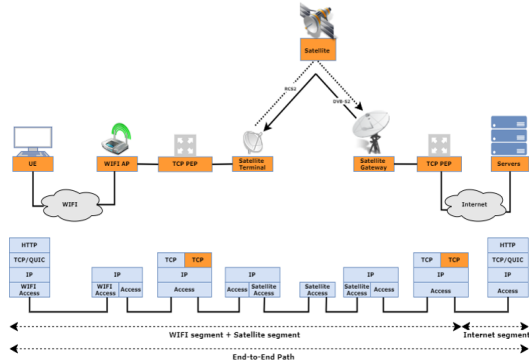 Satellite
RCS2
DVB-S2
UE
WIFI AP
TCP PEP
Satellite
Terminal
Satellite
Gateway
TCP PEP
Servers
WIFI
Internet
HTTP
TCP/QUIC
IP
WIFI
Access
IP
WIFI
Access
Access
TCP
TCP
IP
Access
IP
Access
Satellite
Access
IP
Satellite
Access
IP
Satellite
Access
Access
TCP
TCP
IP
Access
HTTP
TCP/QUIC
IP
Access
WIFI segment + Satellite segment
Internet segment
End-to-End Path